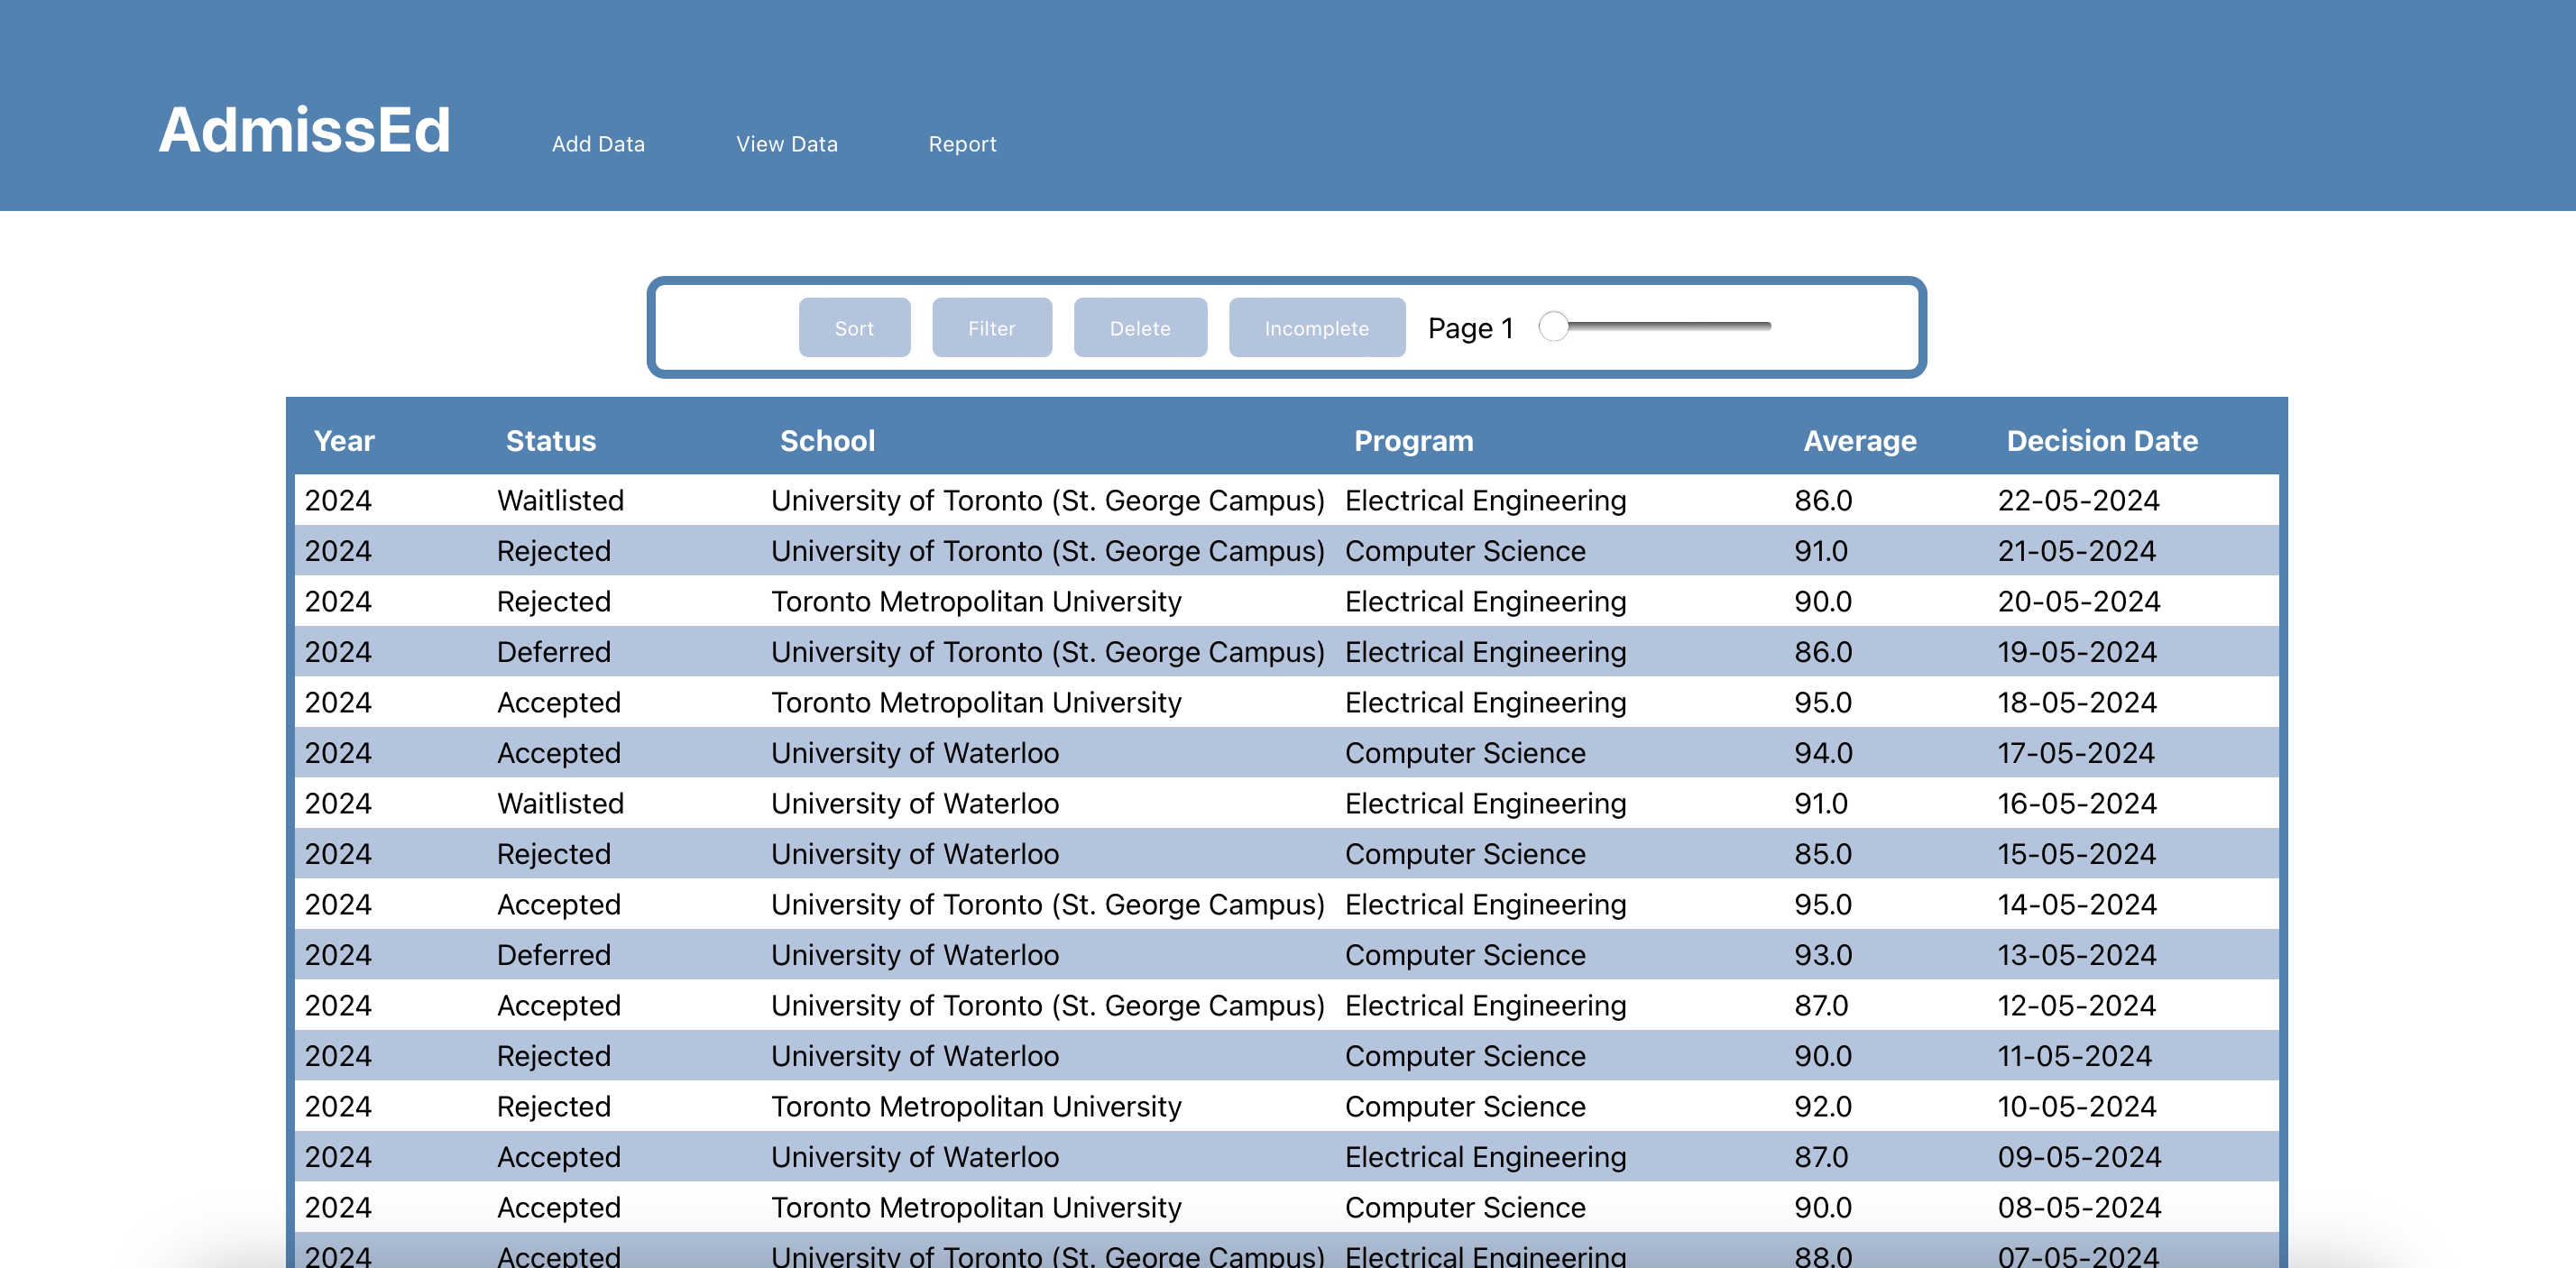 AdmissEd Add Data View Data Report
Sort Filter Delete Incomplete Page 1
Year Status School Program Average Decision Date
2024 Waitlisted University of Toronto (St. George Campus) Electrical Engineering 86.0 22-05-2024
2024 Rejected University of Toronto (St. George Campus) Computer Science 91.0 21-05-2024
2024 Rejected Toronto Metropolitan University Electrical Engineering 90.0 20-05-2024
2024 Deferred University of Toronto (St. George Campus) Electrical Engineering 86.0 19-05-2024
2024 Accepted Toronto Metropolitan University Electrical Engineering 95.0 18-05-2024
2024 Accepted University of Waterloo Computer Science 94.0 17-05-2024
2024 Waitlisted University of Waterloo Electrical Engineering 91.0 16-05-2024
2024 Rejected University of Waterloo Computer Science 85.0 15-05-2024
2024 Accepted University of Toronto (St. George Campus) Electrical Engineering 95.0 14-05-2024
2024 Deferred University of Waterloo Computer Science 93.0 13-05-2024
2024 Accepted University of Toronto (St. George Campus) Electrical Engineering 87.0 12-05-2024
2024 Rejected University of Waterloo Computer Science 90.0 11-05-2024
2024 Rejected Toronto Metropolitan University Computer Science 92.0 10-05-2024
2024 Accepted University of Waterloo Electrical Engineering 87.0 09-05-2024
2024 Accepted Toronto Metropolitan University Computer Science 90.0 08-05-2024
2024 Accepted University of Toronto (St. George Campus) Electrical Engineering 88.0 07-05-2024